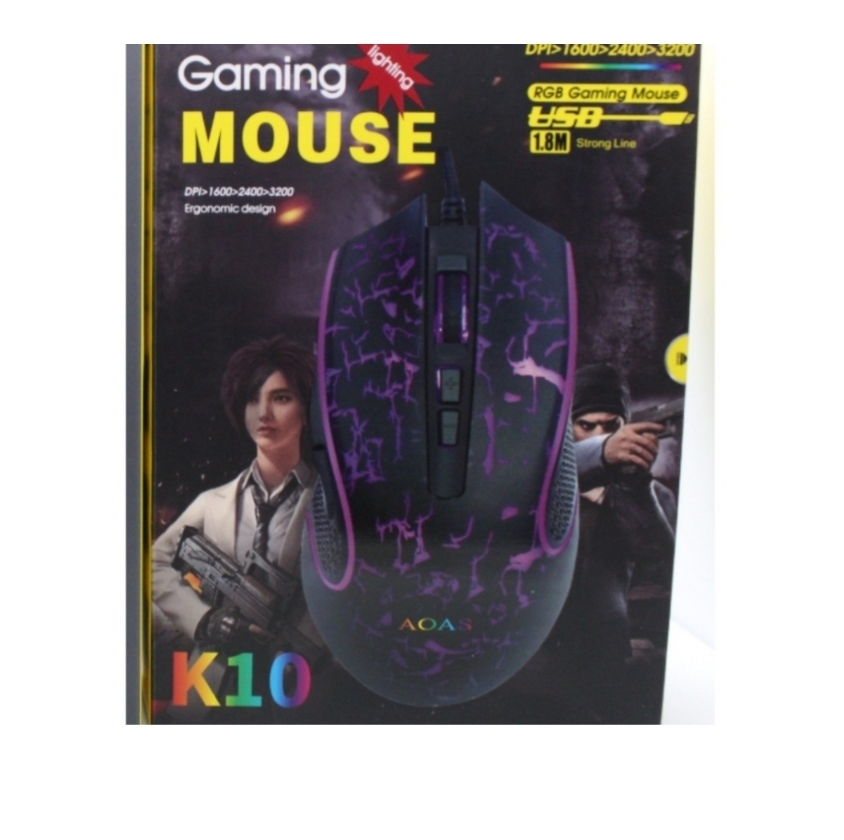 Gaming
MOUSE
lighting
DPI>1600>2400>3200
Ergonomic design
DPI>1600>2400>3200
RGB Gaming Mouse
USB
1.8M Strong Line
AOAS
K10